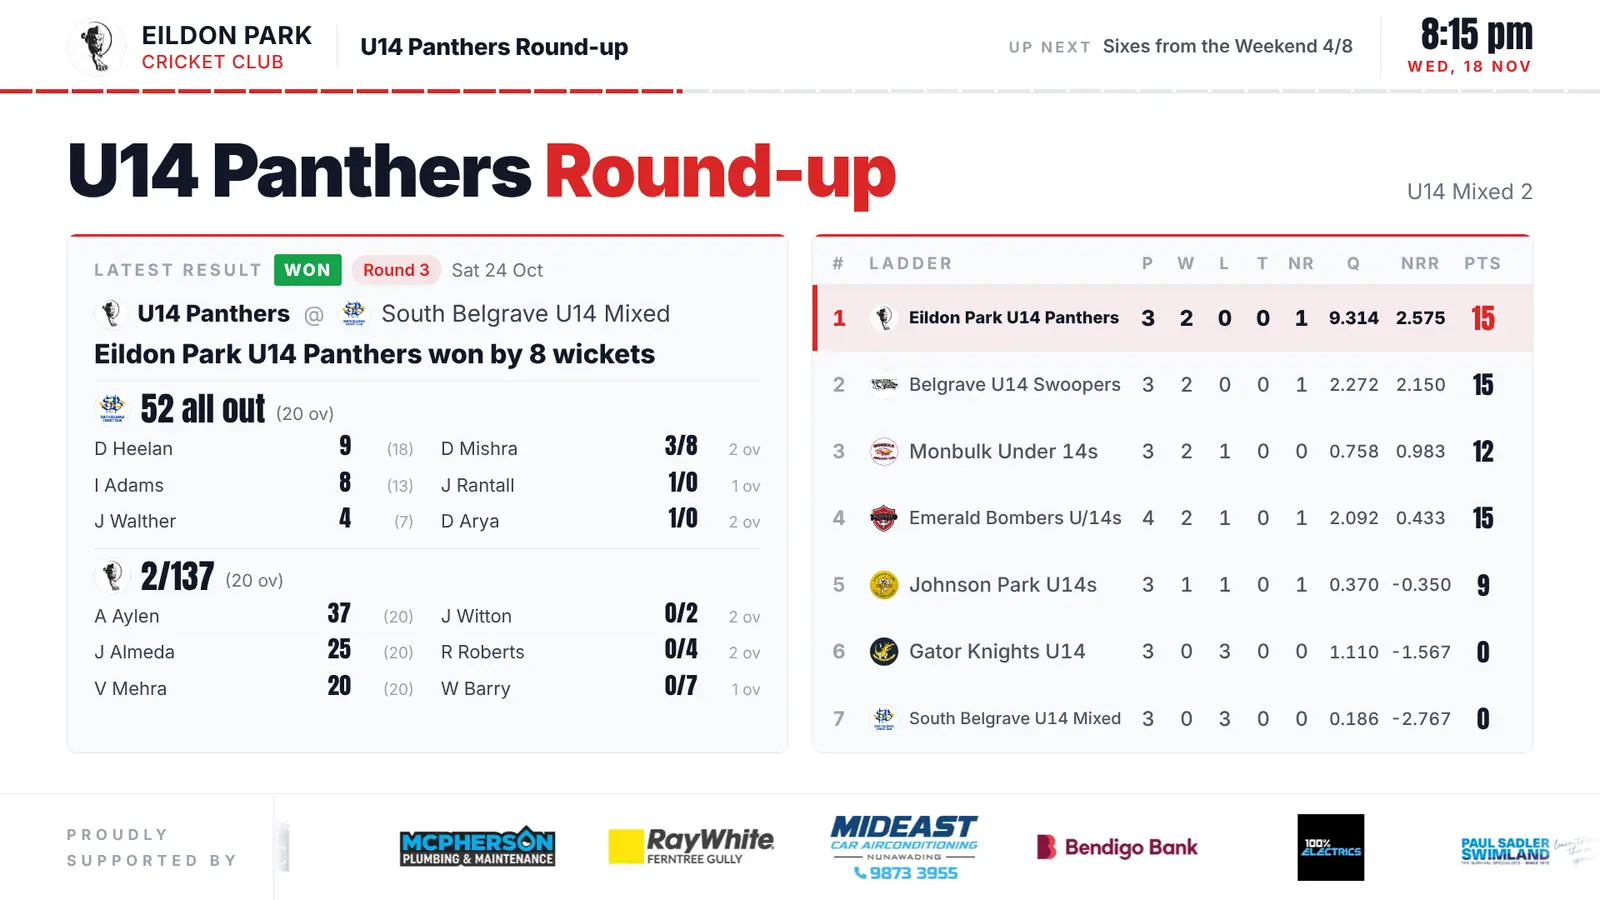 EILDON PARK
CRICKET CLUB
U14 Panthers Round-up
UP NEXT Sixes from the Weekend 4/8
8:15 pm
WED, 18 NOV
U14 Panthers Round-up
U14 Mixed 2
LATEST RESULT WON Round 3 Sat 24 Oct
U14 Panthers @ South Belgrave U14 Mixed
Eildon Park U14 Panthers won by 8 wickets
52 all out (20 ov)
D Heelan 9 (18) D Mishra 3/8 2 ov
I Adams 8 (13) J Rantall 1/0 1 ov
J Walther 4 (7) D Arya 1/0 2 ov
2/137 (20 ov)
A Aylen 37 (20) J Witton 0/2 2 ov
J Almeda 25 (20) R Roberts 0/4 2 ov
V Mehra 20 (20) W Barry 0/7 1 ov
# LADDER P W L T NR Q NRR PTS
1 Eildon Park U14 Panthers 3 2 0 0 1 9.314 2.575 15
2 Belgrave U14 Swoopers 3 2 0 0 1 2.272 2.150 15
3 Monbulk Under 14s 3 2 1 0 0 0.758 0.983 12
4 Emerald Bombers U/14s 4 2 1 0 1 2.092 0.433 15
5 Johnson Park U14s 3 1 1 0 1 0.370 -0.350 9
6 Gator Knights U14 3 0 3 0 0 1.110 -1.567 0
7 South Belgrave U14 Mixed 3 0 3 0 0 0.186 -2.767 0
PROUDLY
SUPPORTED BY
MCPHERSON
PLUMBING & MAINTENANCE
RayWhite.
FERNTREE GULLY
MIDEAST
CAR AIRCONDITIONING
NUNAWADING
9873 3955
Bendigo Bank
100%
ELECTRICS
PAUL SADLER
SWIMLAND